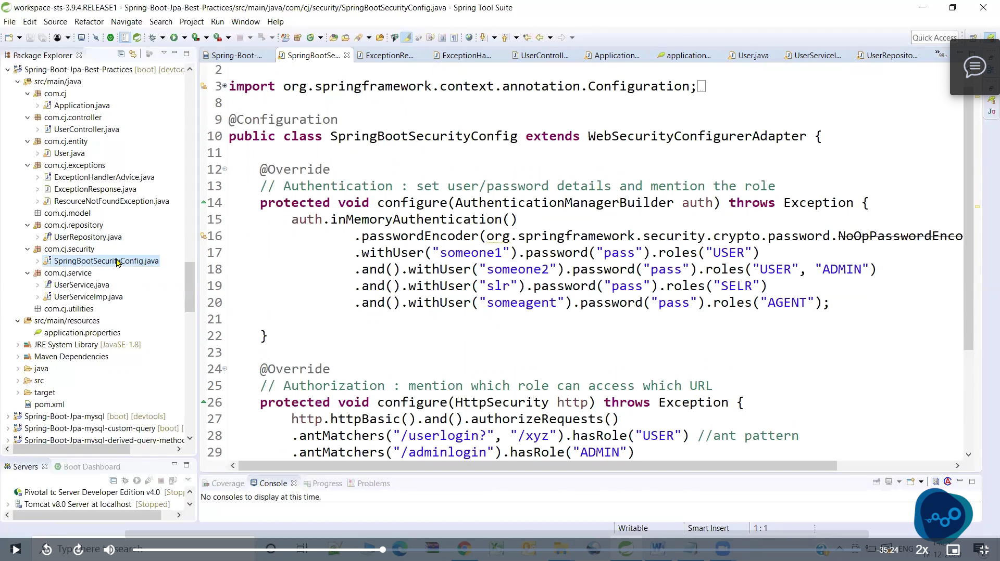 workspace-sts-3.9.4.RELEASE1 - Spring-Boot-Jpa-Best-Practices/src/main/java/com/cj/security/SpringBootSecurityConfig.java - Spring Tool Suite
File Edit Source Refactor Navigate Search Project Run Window Help
Quick Access
Package Explorer
Spring-Boot-Jpa-Best-Practices [boot] [devtoo
src/main/java
com.cj
Application.java
com.cj.controller
UserController.java
com.cj.entity
User.java
com.cj.exceptions
ExceptionHandlerAdvice.java
ExceptionResponse.java
ResourceNotFoundException.java
com.cj.model
com.cj.repository
UserRepository.java
com.cj.security
SpringBootSecurityConfig.java
com.cj.service
UserService.java
UserServiceImp.java
com.cj.utilities
src/main/resources
application.properties
JRE System Library [JavaSE-1.8]
Maven Dependencies
java
src
target
pom.xml
Spring-Boot-Jpa-mysql [boot] [devtools]
Spring-Boot-Jpa-mysql-custom-query [boot] [
Spring-Boot-Jpa-mysql-derived-query-method
Servers Boot Dashboard
Pivotal tc Server Developer Edition v4.0 [Stopp
Tomcat v8.0 Server at localhost [Stopped]
Spring-Boot-... SpringBootSe... ExceptionRe... ExceptionHa... UserControll... Application... application... User.java UserServiceI... UserReposito... »99+
2
3 import org.springframework.context.annotation.Configuration;
8
9 @Configuration
10 public class SpringBootSecurityConfig extends WebSecurityConfigurerAdapter {
11
12 @Override
13 // Authentication : set user/password details and mention the role
14 protected void configure(AuthenticationManagerBuilder auth) throws Exception {
15 auth.inMemoryAuthentication()
16 .passwordEncoder(org.springframework.security.crypto.password.NoOpPasswordEnco
17 .withUser("someone1").password("pass").roles("USER")
18 .and().withUser("someone2").password("pass").roles("USER", "ADMIN")
19 .and().withUser("slr").password("pass").roles("SELR")
20 .and().withUser("someagent").password("pass").roles("AGENT");
21
22 }
23
24 @Override
25 // Authorization : mention which role can access which URL
26 protected void configure(HttpSecurity http) throws Exception {
27 http.httpBasic().and().authorizeRequests()
28 .antMatchers("/userlogin?", "/xyz").hasRole("USER") //ant pattern
29 .antMatchers("/adminlogin").hasRole("ADMIN")
Coverage Console Progress Problems
No consoles to display at this time.
Writable Smart Insert 1 : 1
Type here to search
-35:24 ENG 2x